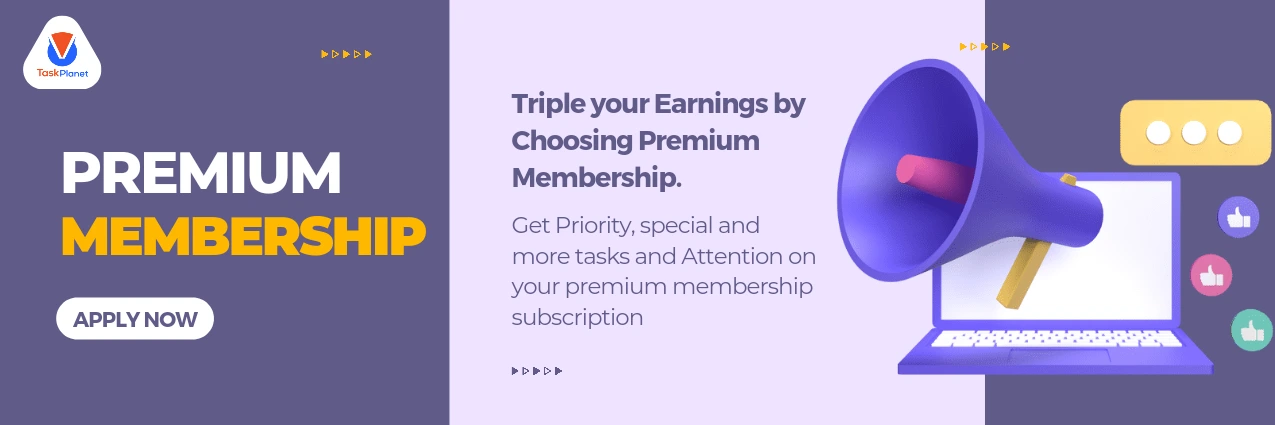 TaskPlanet
PREMIUM
MEMBERSHIP
APPLY NOW
Triple your Earnings by
Choosing Premium
Membership.
Get Priority, special and
more tasks and Attention on
your premium membership
subscription